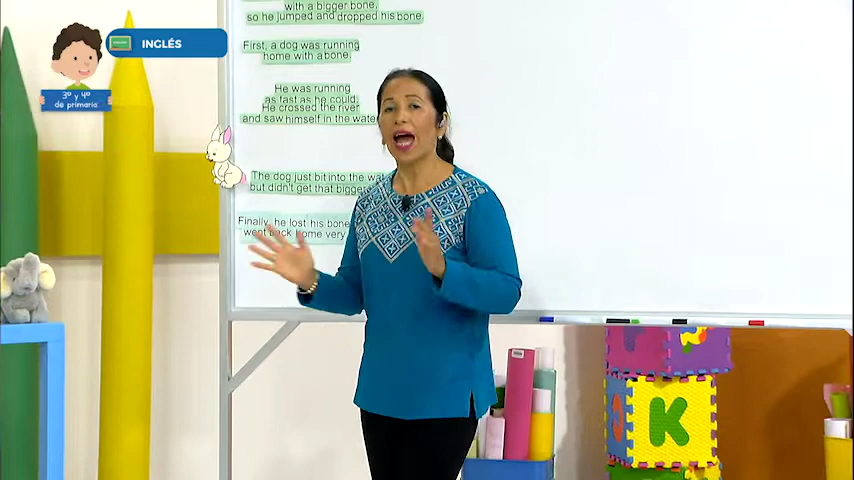 INGLÉS
3º y 4º
de primaria
with a bigger bone,
so he jumped and dropped his bone.
First, a dog was running
home with a bone.
He was running
as fast as he could.
He crossed the river
and saw himself in the water
The dog just bit into the
but didn't get that bigger
Finally, he lost his bone
went back home very
K